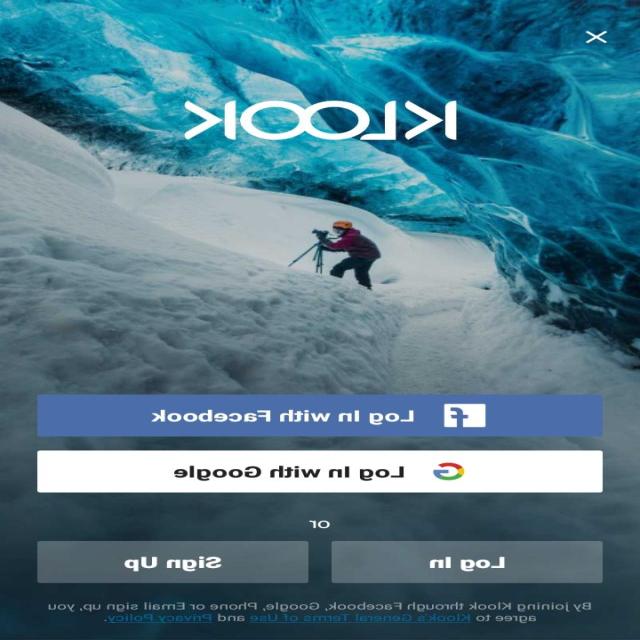 KLOOK
Log In with Facebook
Log In with Google
or
Log In
Sign Up
By joining Klook through Facebook, Google, Phone, Email or sign up, you
agree to Klook's General Terms of Use and Privacy Policy.